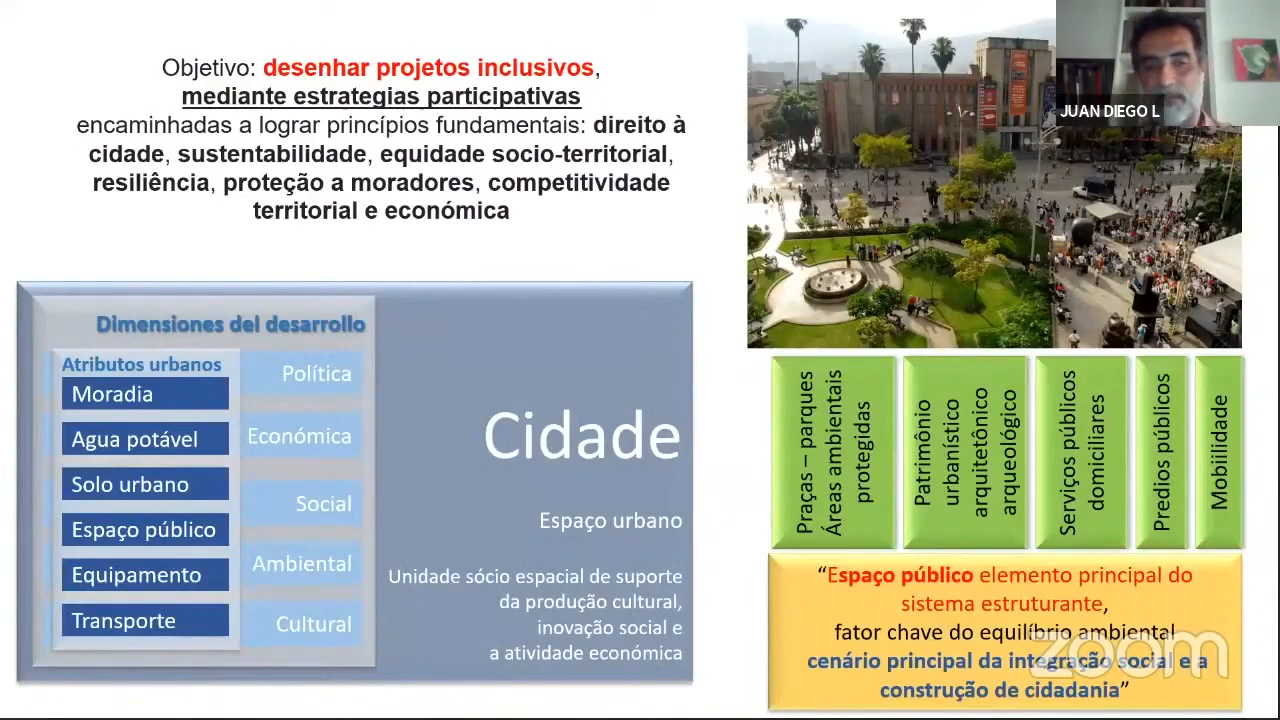 Objetivo: desenhar projetos inclusivos,
mediante estrategias participativas
encaminhadas a lograr princípios fundamentais: direito à
cidade, sustentabilidade, equidade socio-territorial,
resiliência, proteção a moradores, competitividade
territorial e económica
JUAN DIEGO L
Dimensiones del desarrollo
Atributos urbanos
Moradia
Agua potável
Solo urbano
Espaço público
Equipamento
Transporte
Política
Económica
Social
Ambiental
Cultural
Cidade
Espaço urbano
Unidade sócio espacial de suporte
da produção cultural,
inovação social e
a atividade económica
Praças – parques
Áreas ambientais
protegidas
Patrimônio
urbanístico
arquitetônico
arqueológico
Serviços públicos
domiciliares
Predios públicos
Mobiilidade
“Espaço público elemento principal do
sistema estruturante,
fator chave do equilíbrio ambiental
cenário principal da integração social e a
construção de cidadania”
zoom